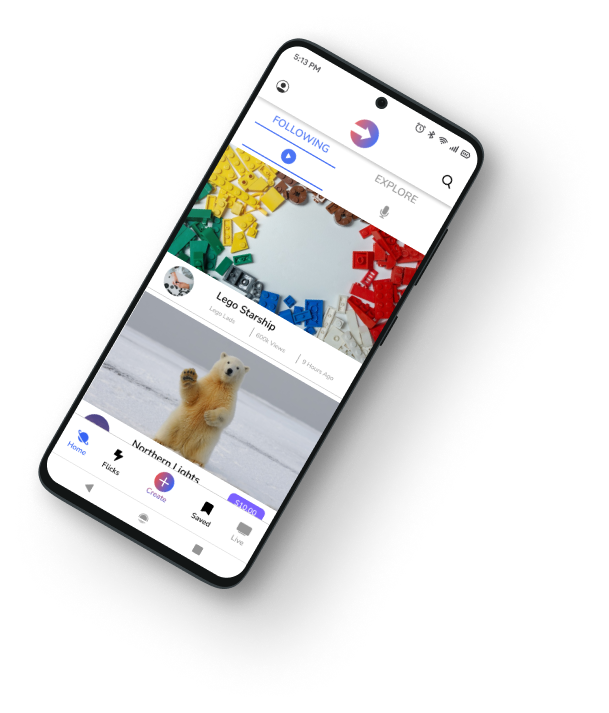 5:13 PM
FOLLOWING
EXPLORE
Lego Starship
Lego Lads
600k Views
9 Hours Ago
Northern Lights
$10.00
Home
Flicks
Create
Saved
Live